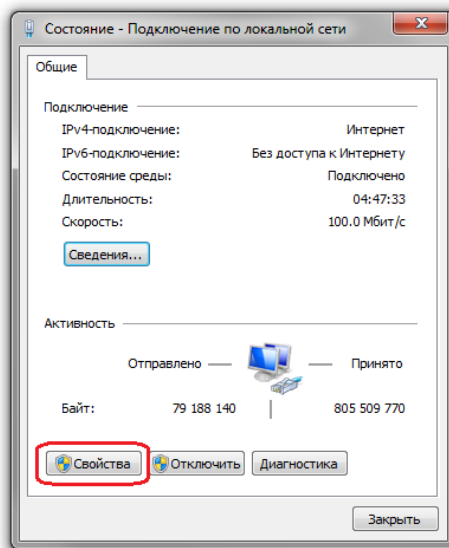 Состояние - Подключение по локальной сети
Общие
Подключение
IPv4-подключение: Интернет
IPv6-подключение: Без доступа к Интернету
Состояние среды: Подключено
Длительность: 04:47:33
Скорость: 100.0 Мбит/с
Сведения...
Активность
Отправлено — — Принято
Байт: 79 188 140 | 805 509 770
Свойства Отключить Диагностика
Закрыть